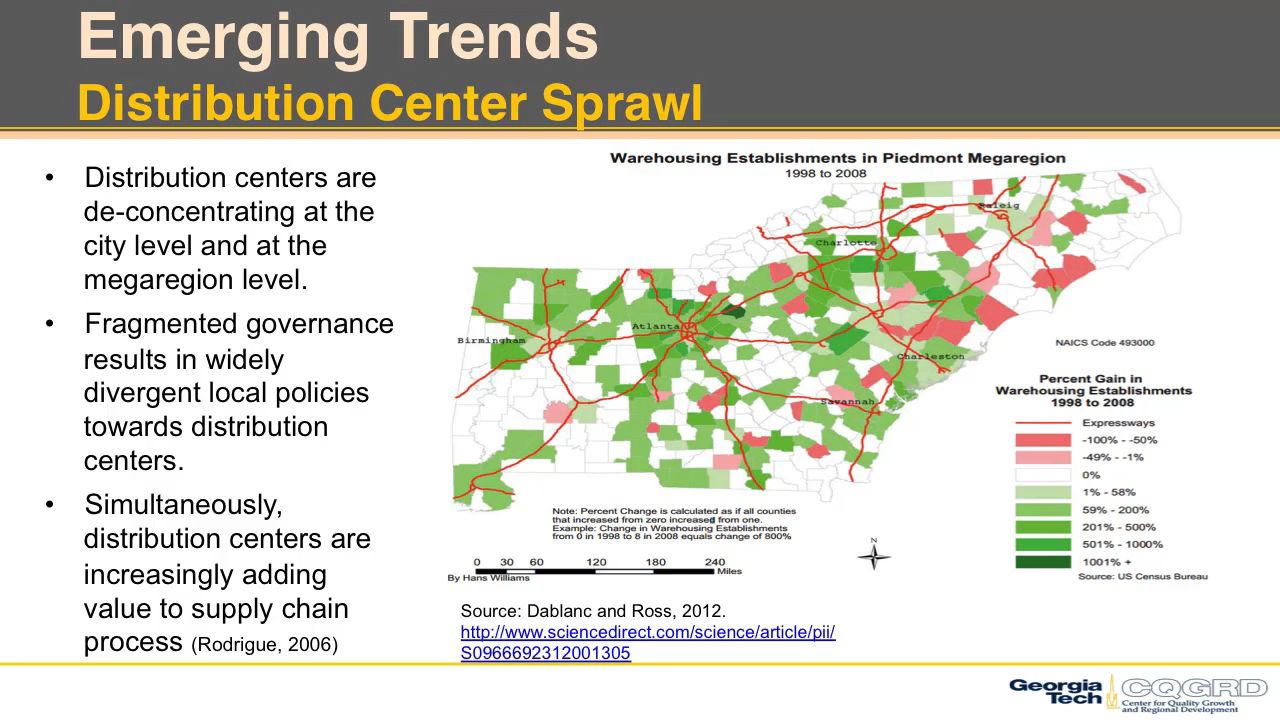 Emerging Trends
Distribution Center Sprawl
• Distribution centers are
de-concentrating at the
city level and at the
megaregion level.
• Fragmented governance
results in widely
divergent local policies
towards distribution
centers.
• Simultaneously,
distribution centers are
increasingly adding
value to supply chain
process (Rodrigue, 2006)
Warehousing Establishments in Piedmont Megaregion
1998 to 2008
Raleig
Charlotte
Atlanta
Birmingham
Charleston
Savannah
NAICS Code 493000
Percent Gain in
Warehousing Establishments
1998 to 2008
Expressways
-100% - -50%
-49% - -1%
0%
1% - 58%
59% - 200%
201% - 500%
501% - 1000%
1001% +
Source: US Census Bureau
Note: Percent Change is calculated as if all counties
that increased from zero increased from one.
Example: Change in Warehousing Establishments
from 0 in 1998 to 8 in 2008 equals change of 800%
N
0 30 60 120 180 240
Miles
By Hans Williams
Source: Dablanc and Ross, 2012.
http://www.sciencedirect.com/science/article/pii/
S0966692312001305
Georgia
Tech
CQGRD
Center for Quality Growth
and Regional Development